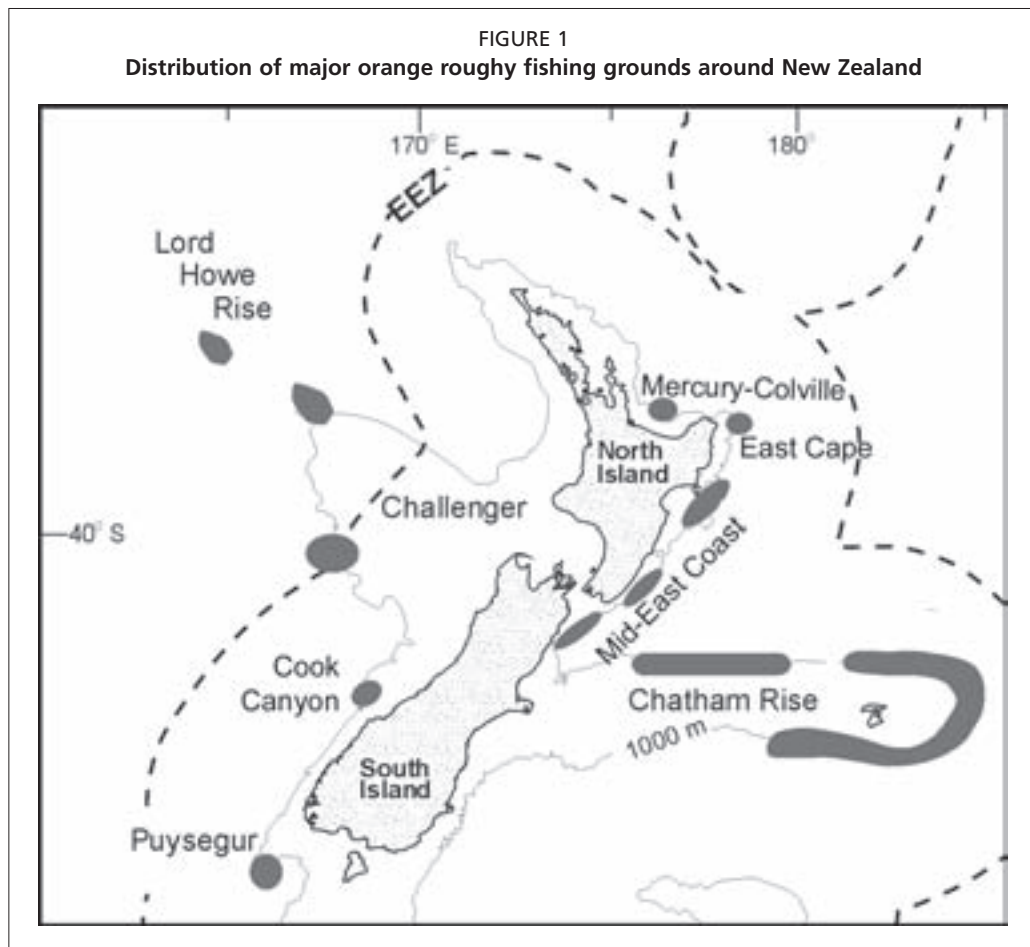 FIGURE 1
Distribution of major orange roughy fishing grounds around New Zealand
170° E
180°
EEZ
Lord
Howe
Rise
Mercury-Colville
East Cape
North
Island
Challenger
40° S
Mid-East Coast
Cook
Canyon
Chatham Rise
1000 m
South
Island
Puysegur